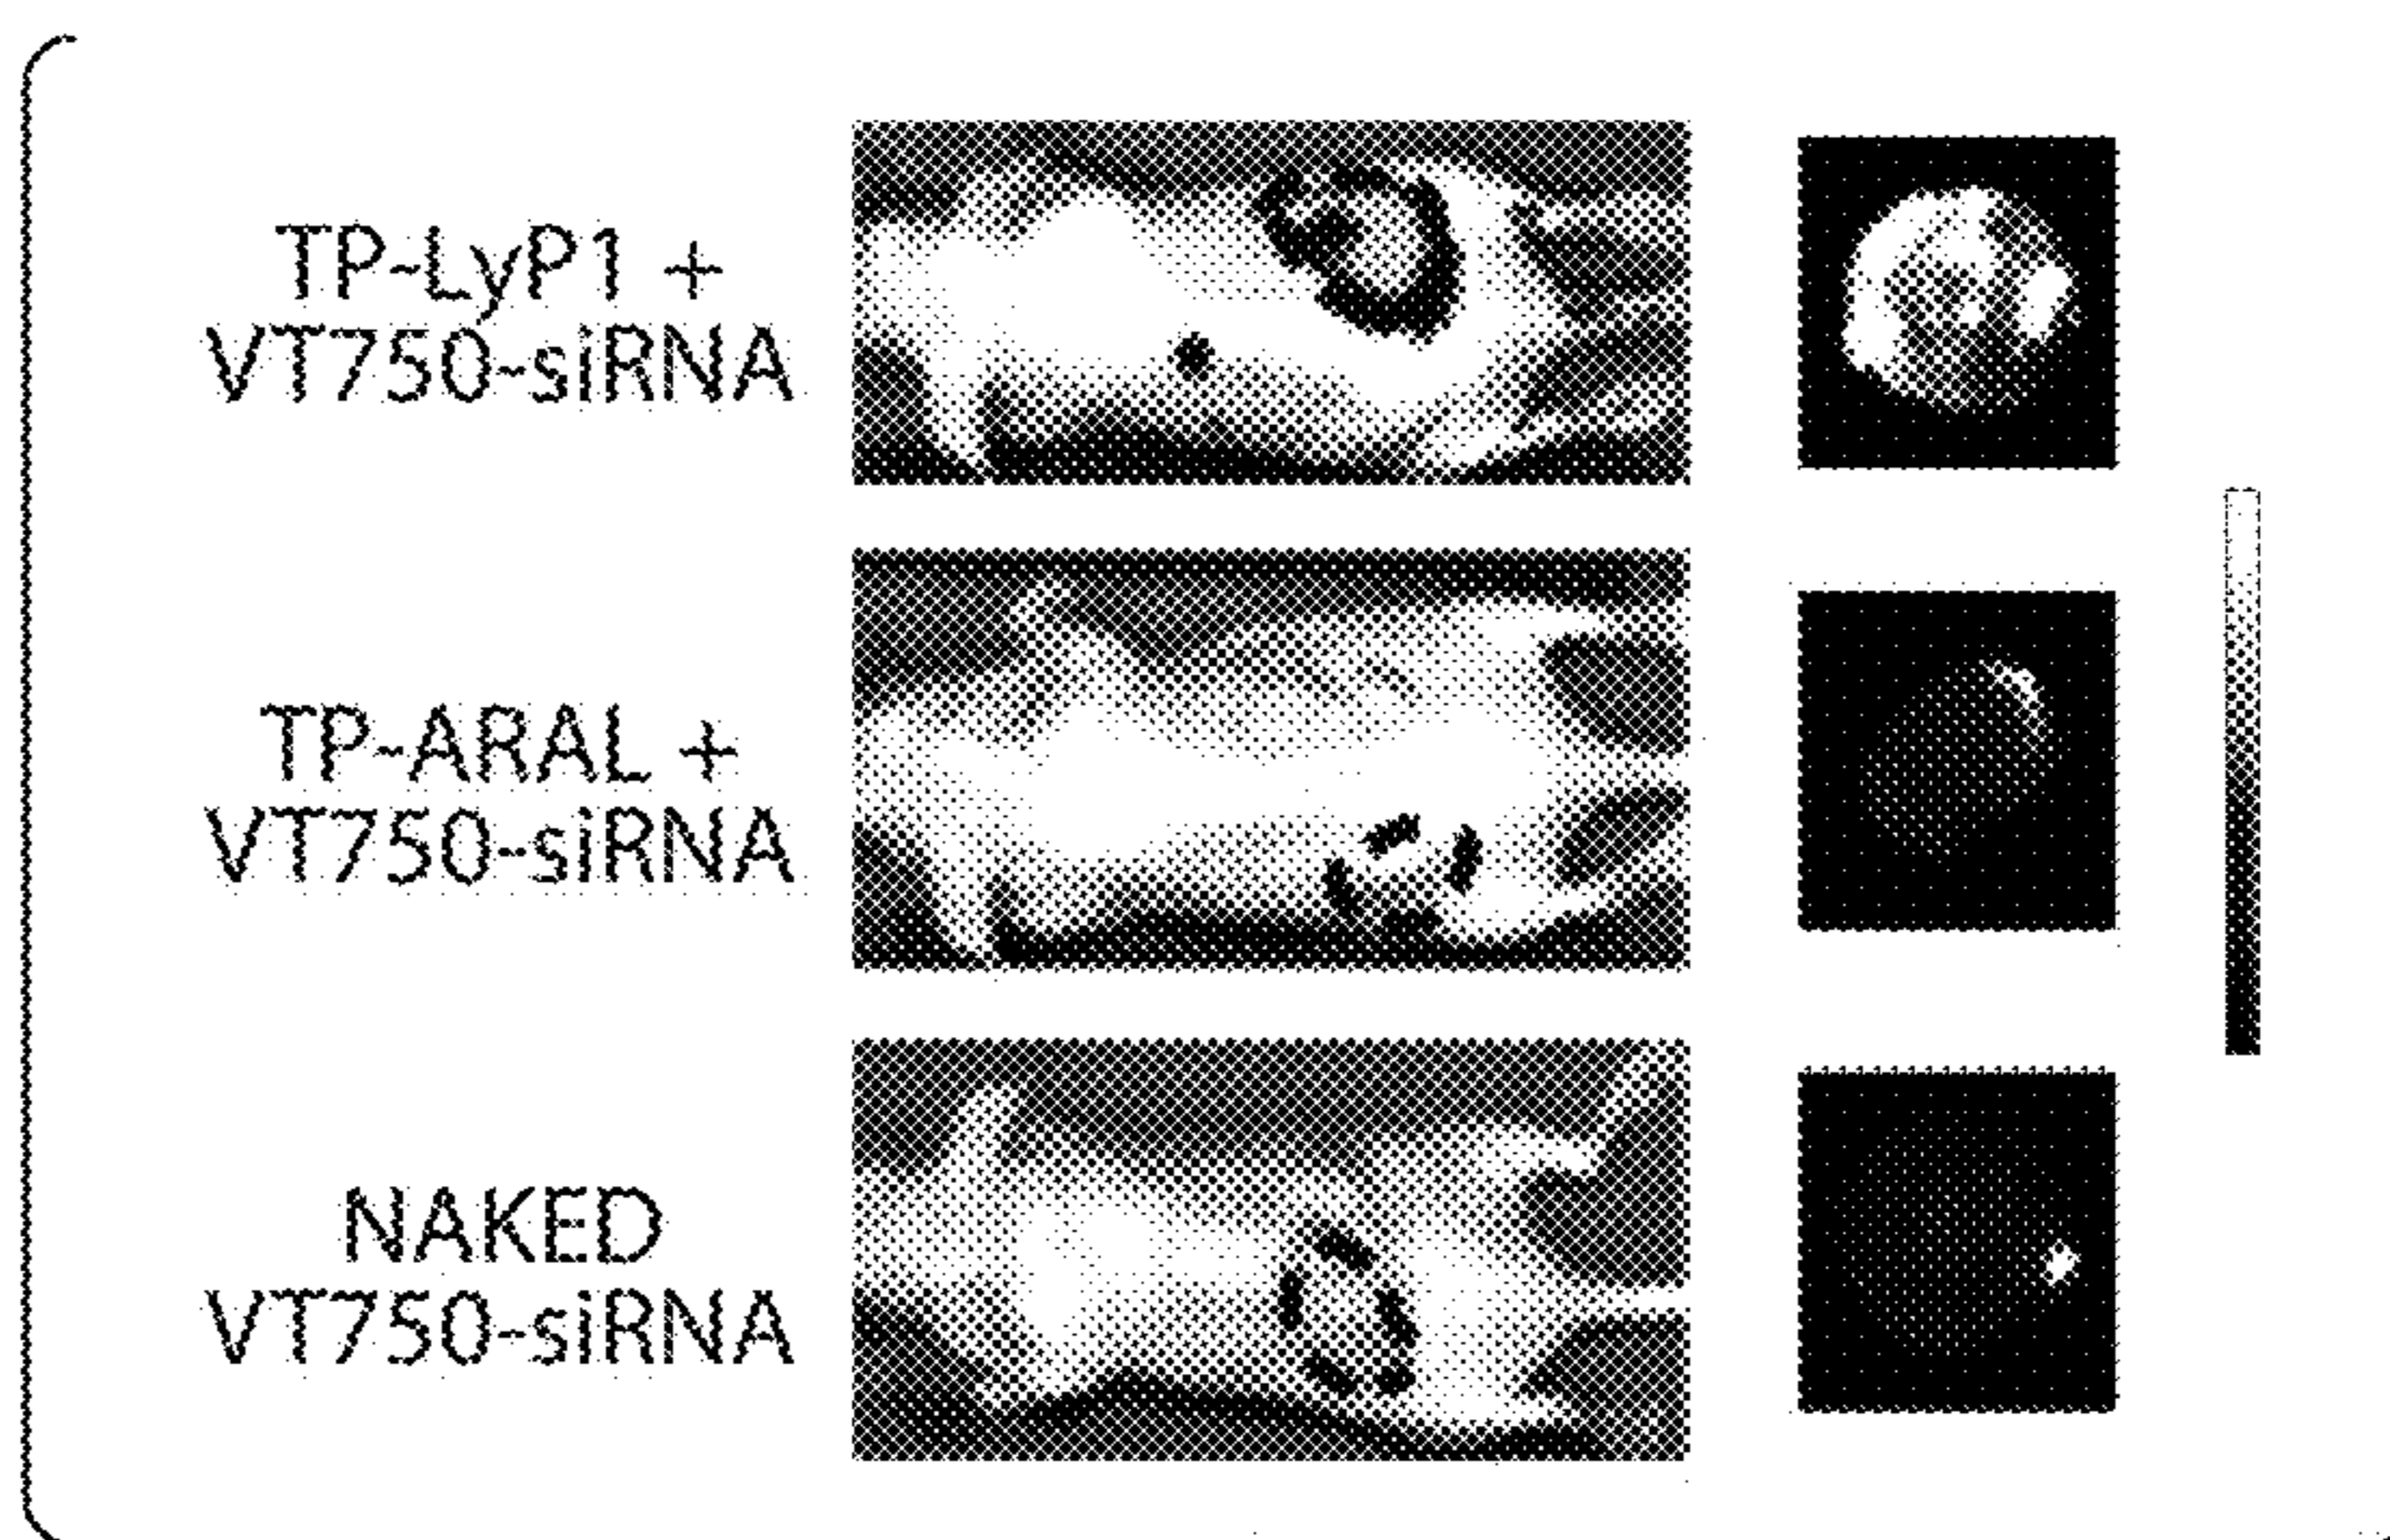 TP-LyP1 +
VT750-siRNA
TP-ARAL +
VT750-siRNA
NAKED
VT750-siRNA